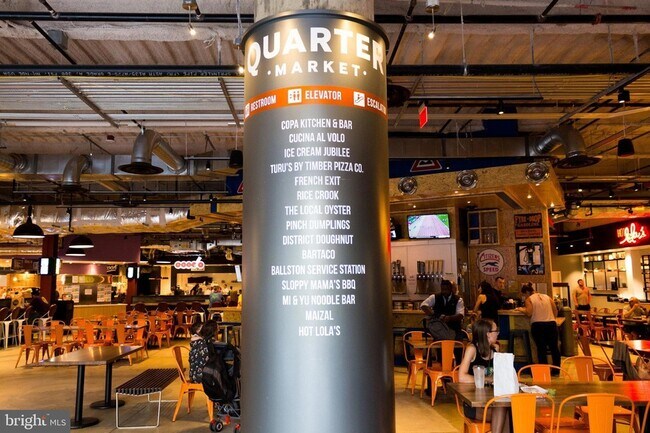 QUARTER
· MARKET ·
RESTROOM ELEVATOR ESCAL
COPA KITCHEN & BAR
CUCINA AL VOLO
ICE CREAM JUBILEE
TURU'S BY TIMBER PIZZA CO.
FRENCH EXIT
RICE CROOK
THE LOCAL OYSTER
PINCH DUMPLINGS
DISTRICT DOUGHNUT
BARTACO
BALLSTON SERVICE STATION
SLOPPY MAMA'S BBQ
MI & YU NOODLE BAR
MAIZAL
HOT LOLA'S
SPEED
bright MLS